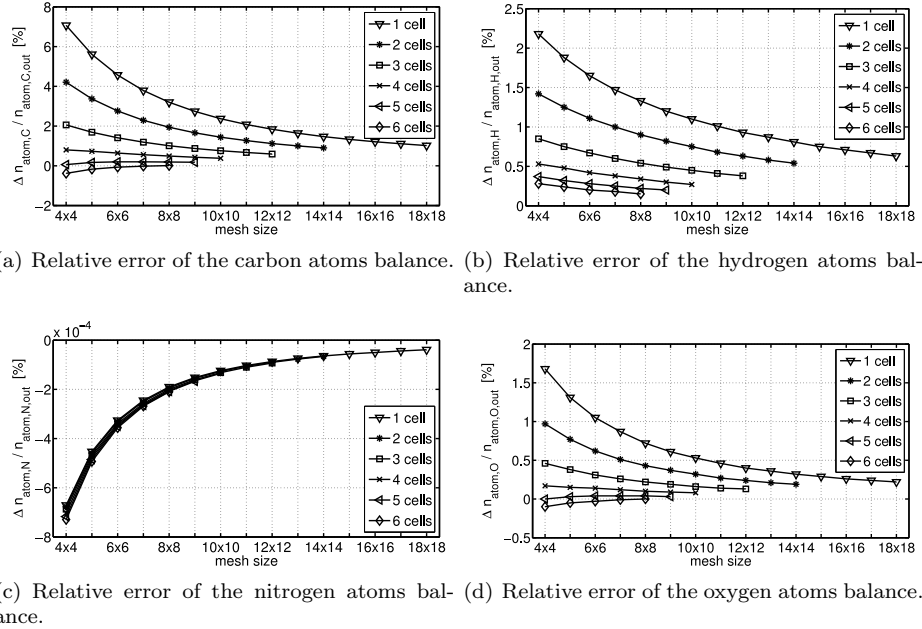 Δ n_atom,C / n_atom,C,out [%]
8
6
4
2
0
−2
4x4 6x6 8x8 10x10 12x12 14x14 16x18 18x18
mesh size
1 cell
2 cells
3 cells
4 cells
5 cells
6 cells
Δ n_atom,H / n_atom,H,out [%]
2.5
2
1.5
1
0.5
0
4x4 6x6 8x8 10x10 12x12 14x14 16x18 18x18
mesh size
1 cell
2 cells
3 cells
4 cells
5 cells
6 cells
(a) Relative error of the carbon atoms balance.
(b) Relative error of the hydrogen atoms bal-
ance.
Δ n_atom,N / n_atom,N,out [%]
x 10⁻⁴
0
−2
−4
−6
−8
4x4 6x6 8x8 10x10 12x12 14x14 16x18 18x18
mesh size
1 cell
2 cells
3 cells
4 cells
5 cells
6 cells
Δ n_atom,O / n_atom,O,out [%]
2
1.5
1
0.5
0
−0.5
4x4 6x6 8x8 10x10 12x12 14x14 16x18 18x18
mesh size
1 cell
2 cells
3 cells
4 cells
5 cells
6 cells
(c) Relative error of the nitrogen atoms bal-
ance.
(d) Relative error of the oxygen atoms balance.